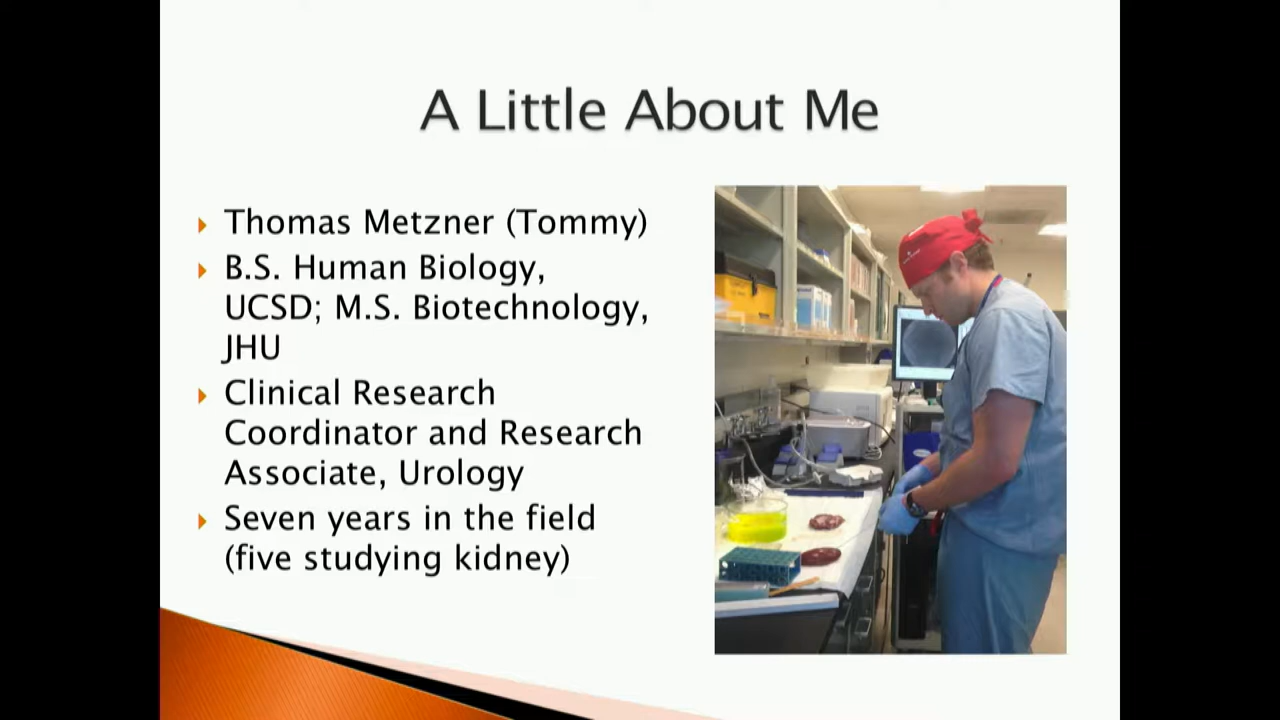 A Little About Me
Thomas Metzner (Tommy)
B.S. Human Biology,
UCSD; M.S. Biotechnology,
JHU
Clinical Research
Coordinator and Research
Associate, Urology
Seven years in the field
(five studying kidney)